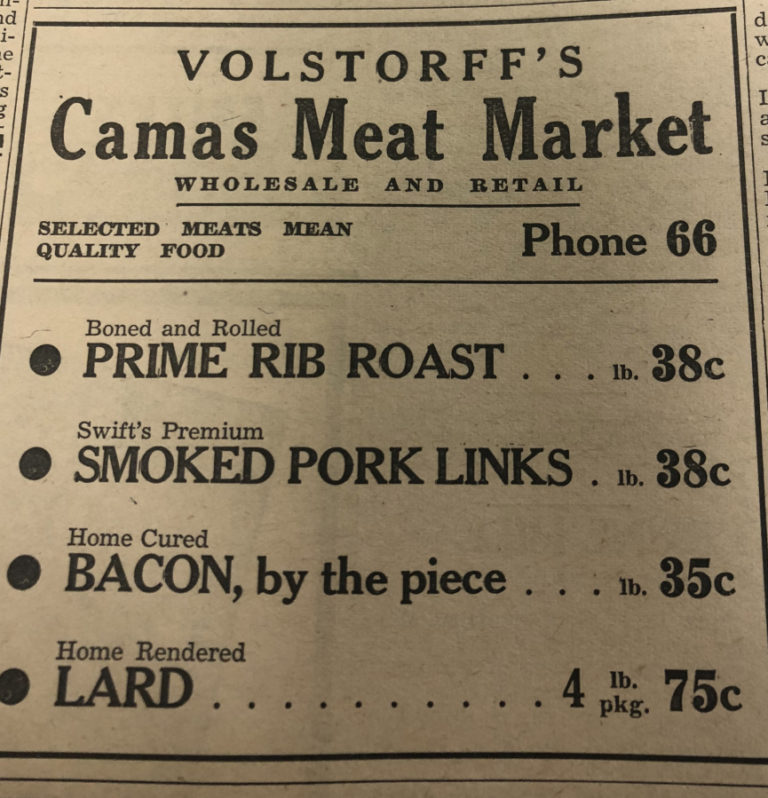 VOLSTORFF'S
Camas Meat Market
WHOLESALE AND RETAIL
SELECTED MEATS MEAN
QUALITY FOOD
Phone 66
Boned and Rolled
● PRIME RIB ROAST . . . lb. 38c
Swift's Premium
● SMOKED PORK LINKS . lb. 38c
Home Cured
● BACON, by the piece . . . lb. 35c
Home Rendered
● LARD . . . . . . . . . . 4 lb. pkg. 75c